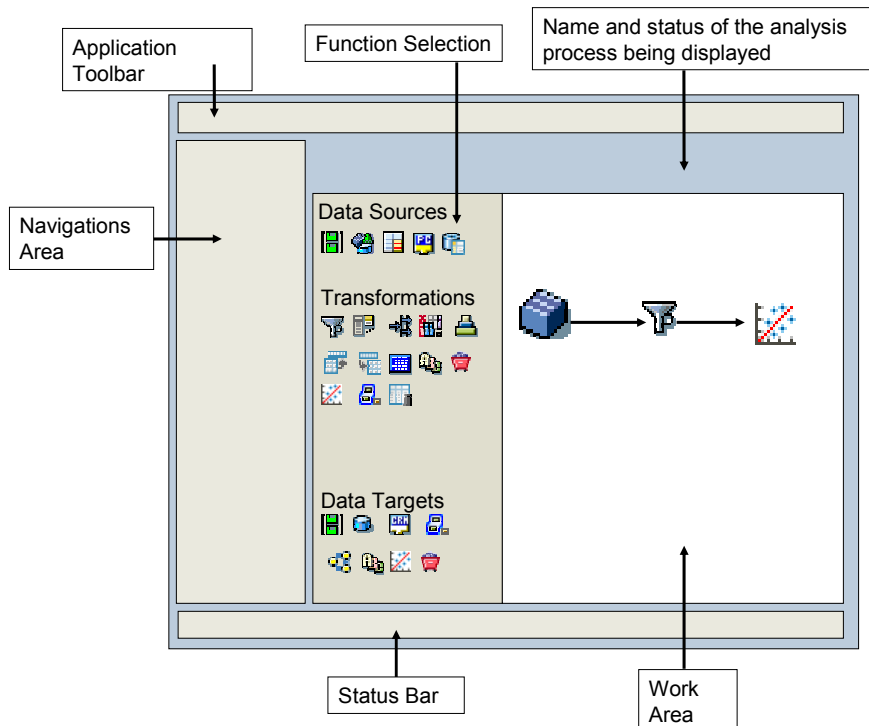 Application
Toolbar
Function Selection
Name and status of the analysis
process being displayed
Navigations
Area
Data Sources
Transformations
Data Targets
CRM
Status Bar
Work
Area